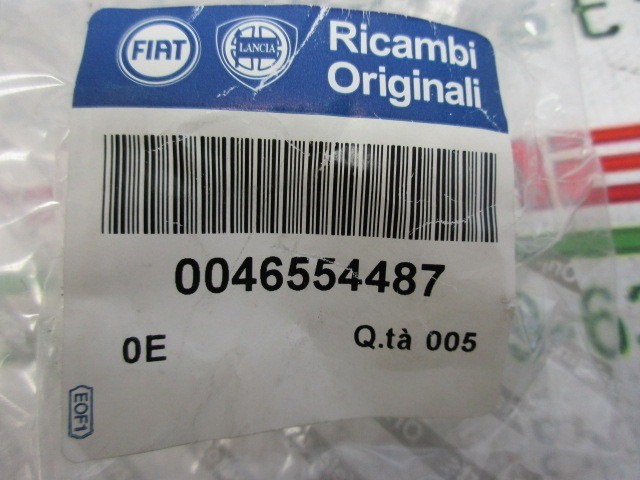 FIAT
LANCIA
Ricambi
Originali
0046554487
0E
Q.tà 005
EOF1